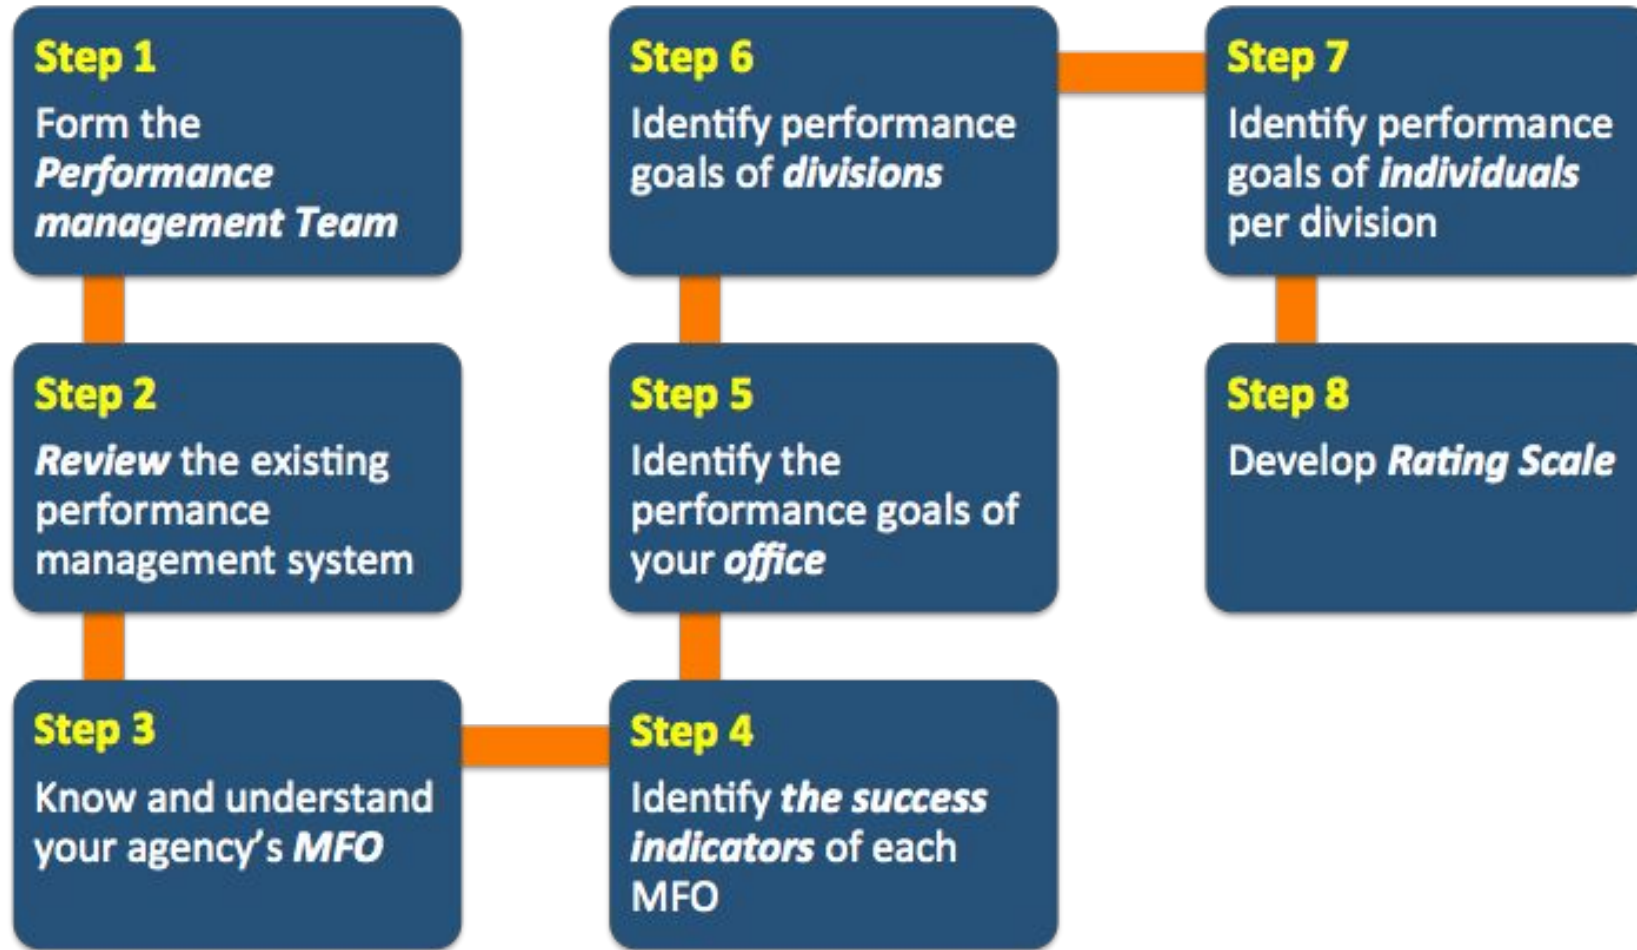 Step 1
Form the
Performance
management Team
Step 2
Review the existing
performance
management system
Step 3
Know and understand
your agency’s MFO
Step 4
Identify the success
indicators of each
MFO
Step 5
Identify the
performance goals of
your office
Step 6
Identify performance
goals of divisions
Step 7
Identify performance
goals of individuals
per division
Step 8
Develop Rating Scale